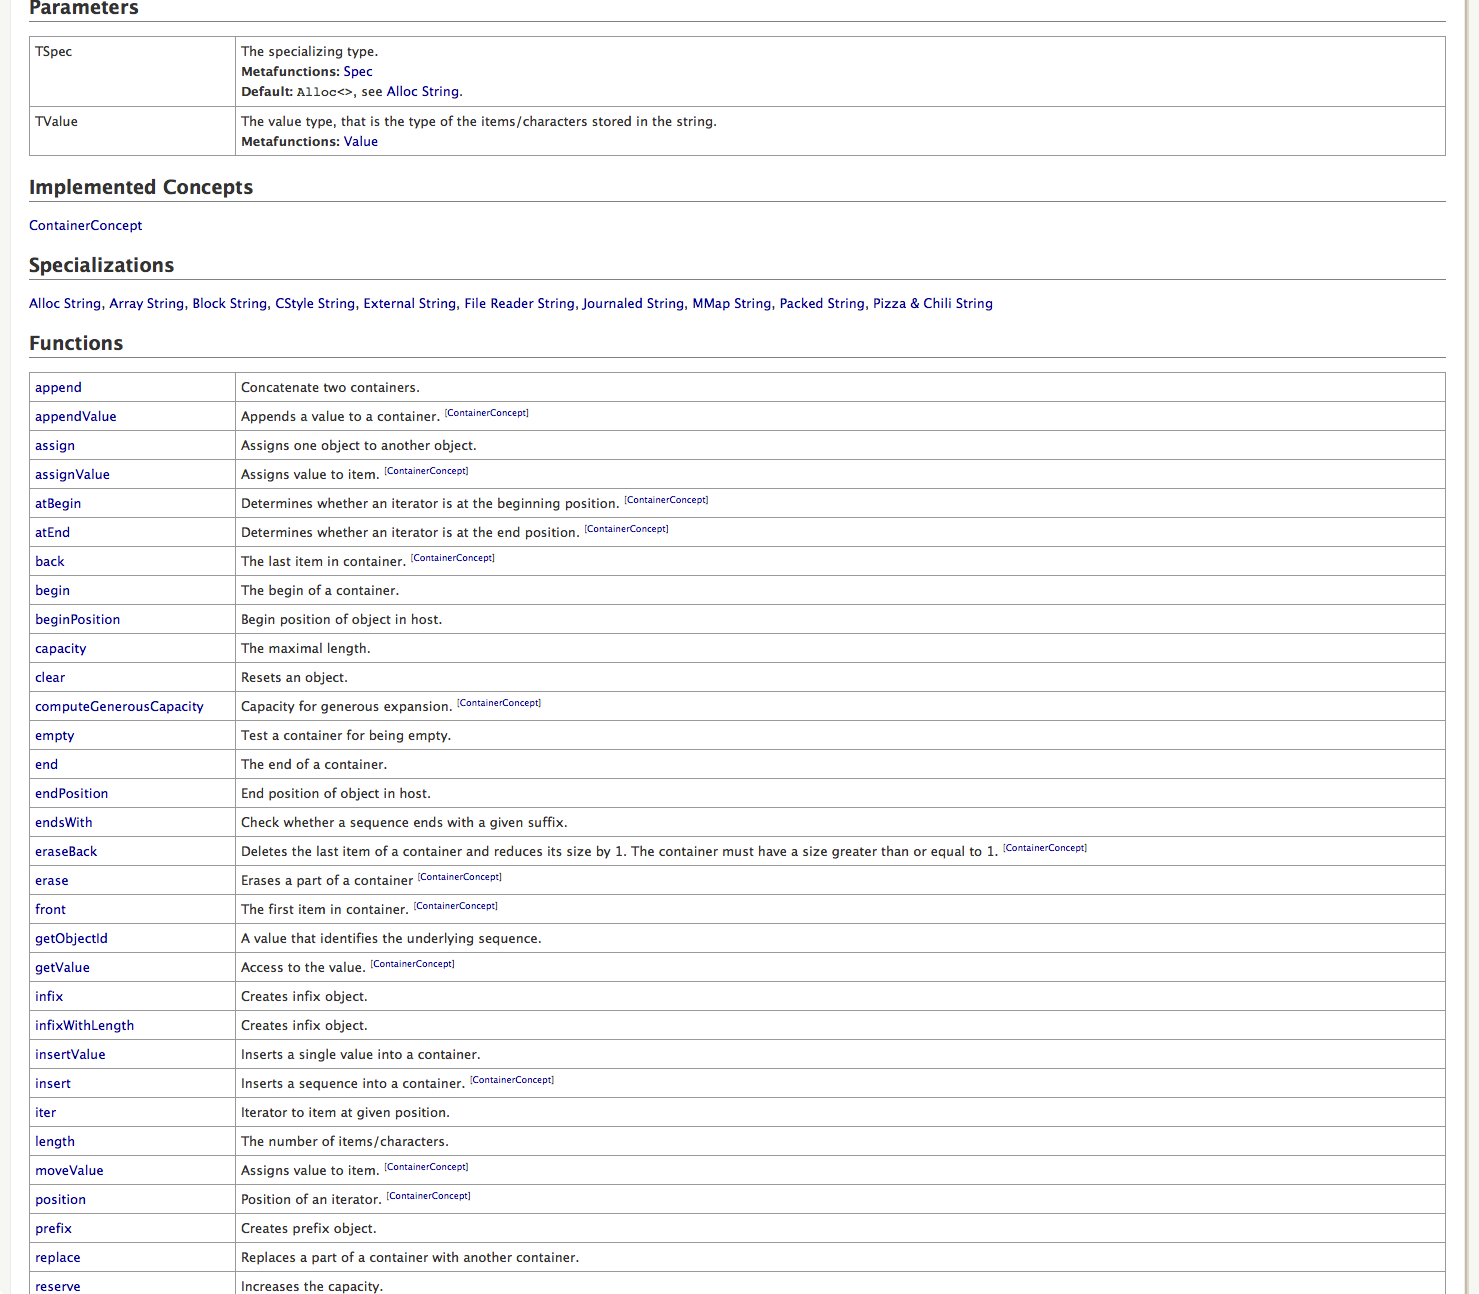 Parameters
TSpec
The specializing type.
Metafunctions: Spec
Default: Alloc<>, see Alloc String.
TValue
The value type, that is the type of the items/characters stored in the string.
Metafunctions: Value
Implemented Concepts
ContainerConcept
Specializations
Alloc String, Array String, Block String, CStyle String, External String, File Reader String, Journaled String, MMap String, Packed String, Pizza & Chili String
Functions
append Concatenate two containers.
appendValue Appends a value to a container. [ContainerConcept]
assign Assigns one object to another object.
assignValue Assigns value to item. [ContainerConcept]
atBegin Determines whether an iterator is at the beginning position. [ContainerConcept]
atEnd Determines whether an iterator is at the end position. [ContainerConcept]
back The last item in container. [ContainerConcept]
begin The begin of a container.
beginPosition Begin position of object in host.
capacity The maximal length.
clear Resets an object.
computeGenerousCapacity Capacity for generous expansion. [ContainerConcept]
empty Test a container for being empty.
end The end of a container.
endPosition End position of object in host.
endsWith Check whether a sequence ends with a given suffix.
eraseBack Deletes the last item of a container and reduces its size by 1. The container must have a size greater than or equal to 1. [ContainerConcept]
erase Erases a part of a container [ContainerConcept]
front The first item in container. [ContainerConcept]
getObjectId A value that identifies the underlying sequence.
getValue Access to the value. [ContainerConcept]
infix Creates infix object.
infixWithLength Creates infix object.
insertValue Inserts a single value into a container.
insert Inserts a sequence into a container. [ContainerConcept]
iter Iterator to item at given position.
length The number of items/characters.
moveValue Assigns value to item. [ContainerConcept]
position Position of an iterator. [ContainerConcept]
prefix Creates prefix object.
replace Replaces a part of a container with another container.
reserve Increases the capacity.